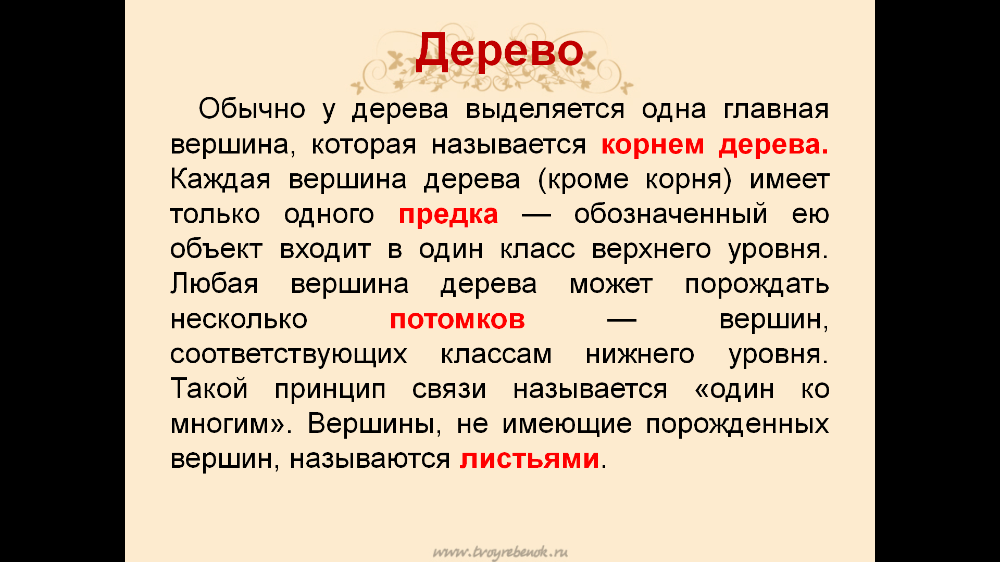 Дерево
Обычно у дерева выделяется одна главная
вершина, которая называется корнем дерева.
Каждая вершина дерева (кроме корня) имеет
только одного предка — обозначенный ею
объект входит в один класс верхнего уровня.
Любая вершина дерева может порождать
несколько потомков — вершин,
соответствующих классам нижнего уровня.
Такой принцип связи называется «один ко
многим». Вершины, не имеющие порожденных
вершин, называются листьями.
www.tvoyrebenok.ru